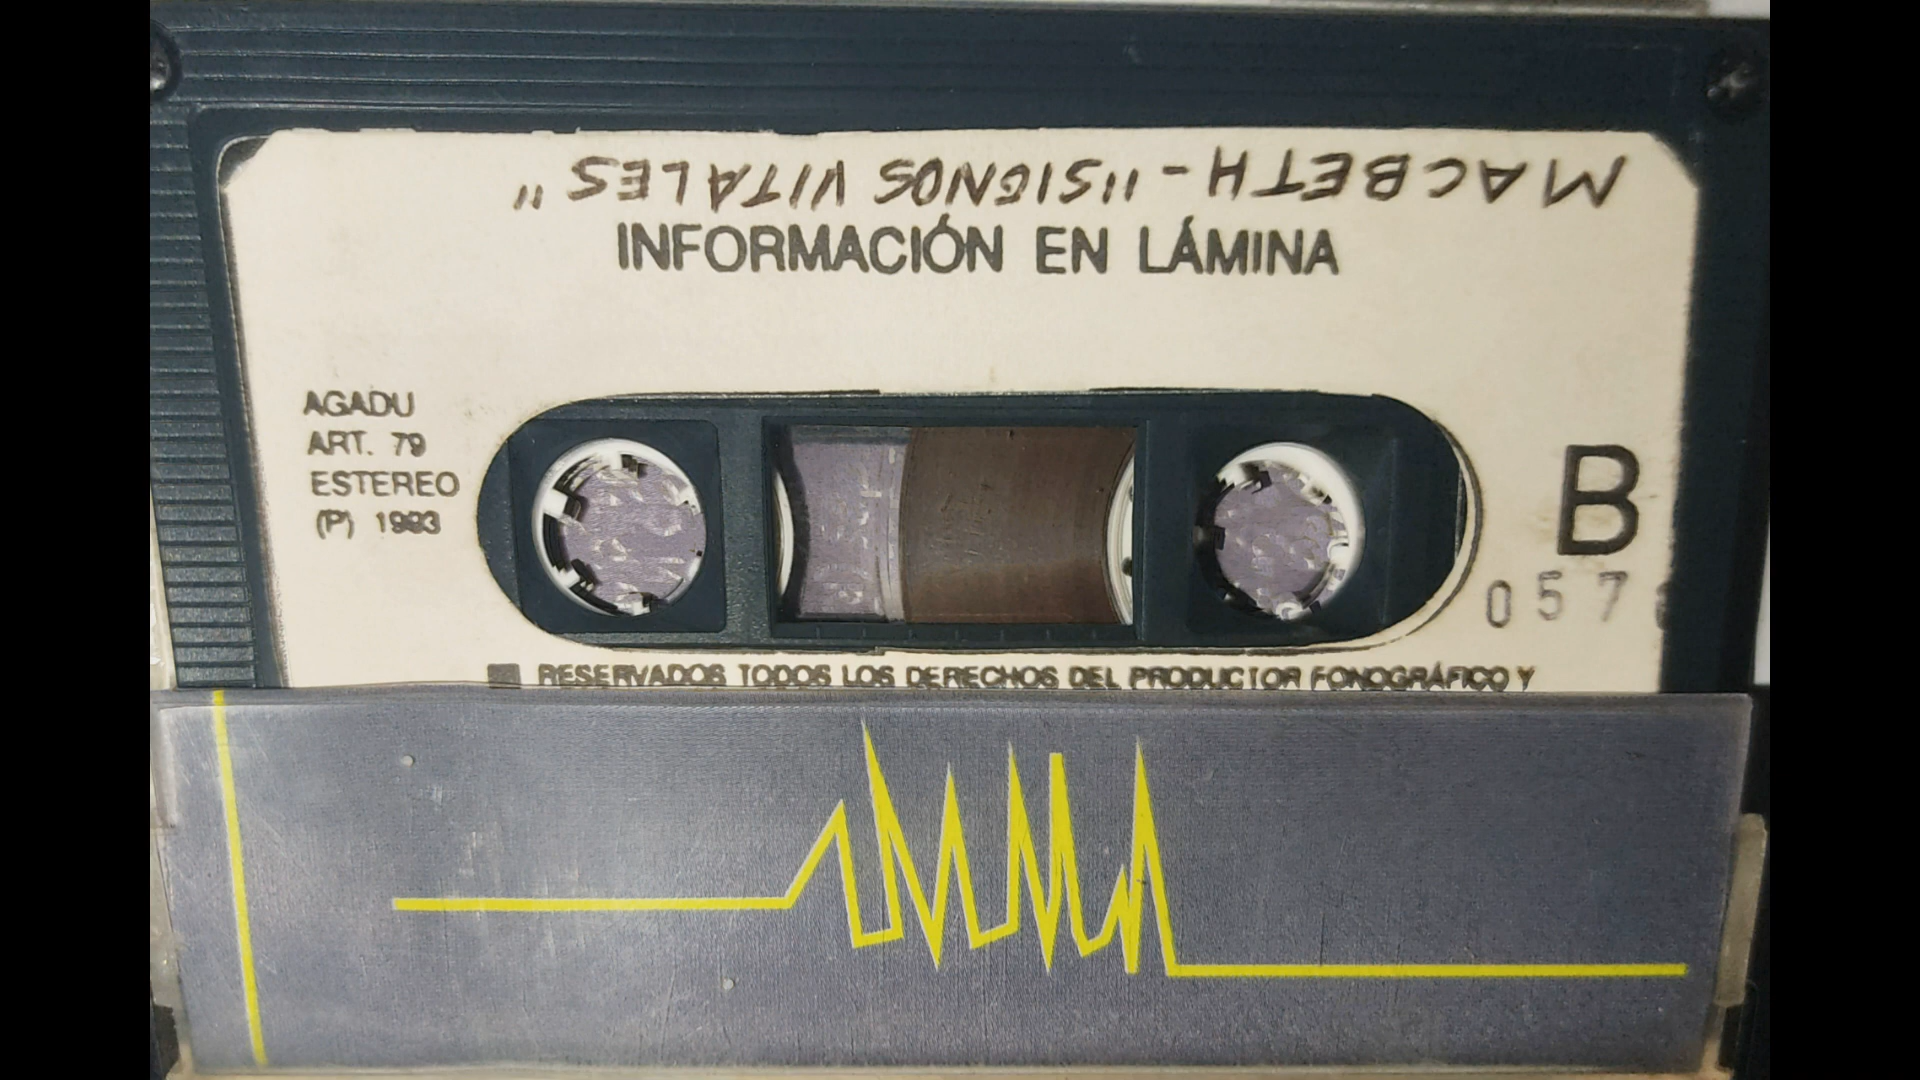 MACBETH - "SIGNOS VITALES"
INFORMACIÓN EN LÁMINA
AGADU
ART. 79
ESTEREO
(P) 1993
B
057
RESERVADOS TODOS LOS DERECHOS DEL PRODUCTOR FONOGRÁFICO Y